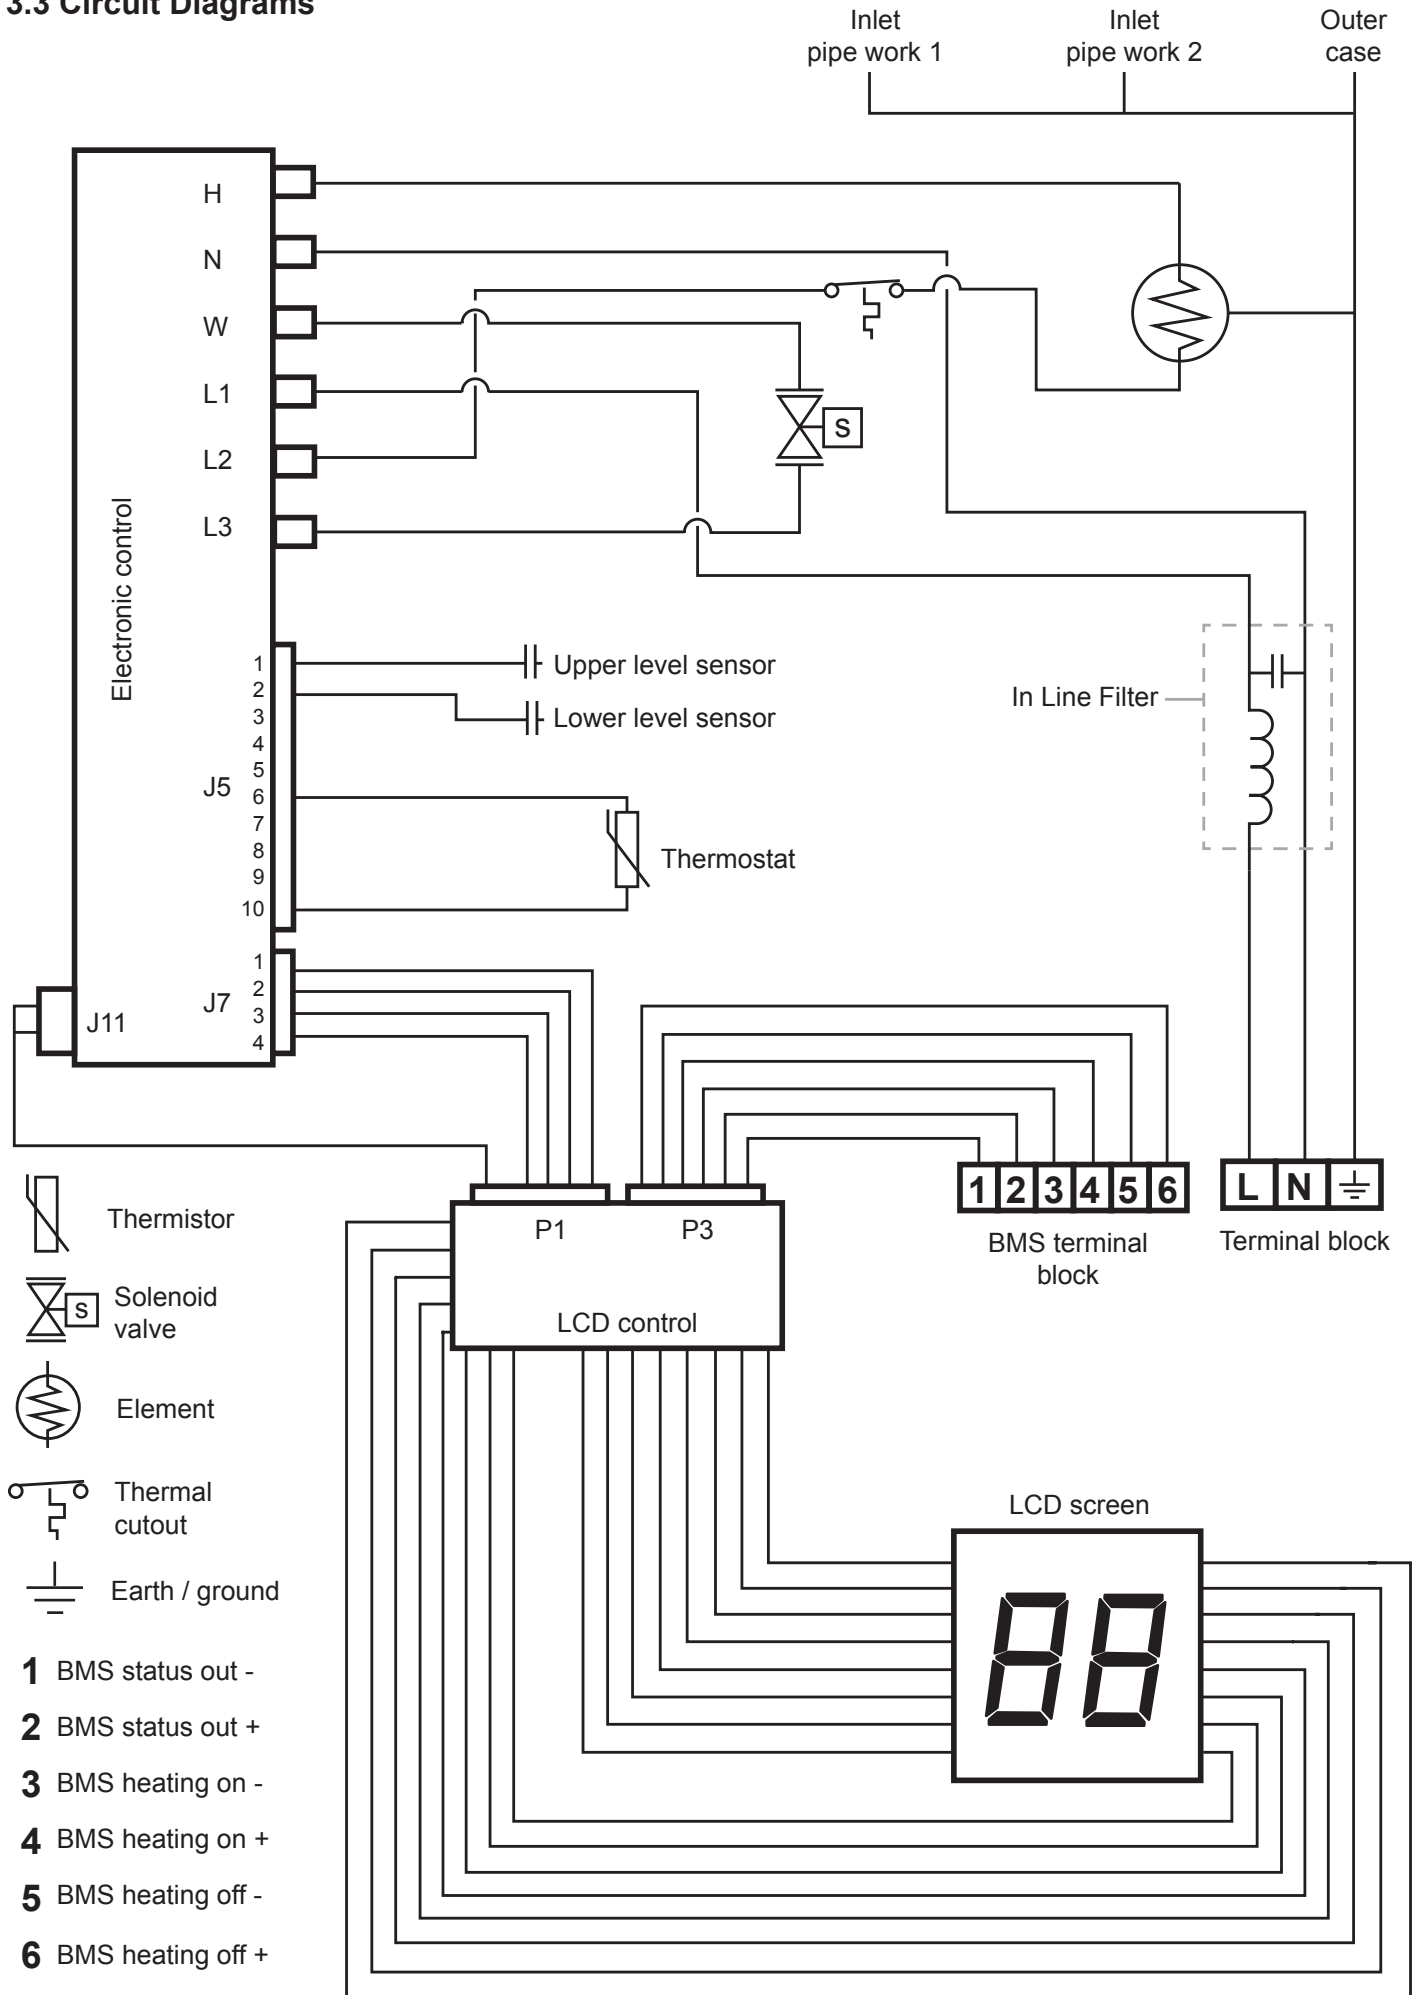 3.3 Circuit Diagrams
Inlet
pipe work 1
Inlet
pipe work 2
Outer
case
Electronic control
H
N
W
L1
L2
L3
S
J5
1
2
3
4
5
6
7
8
9
10
Upper level sensor
Lower level sensor
Thermostat
In Line Filter
J7
1
2
3
4
J11
P1
P3
LCD control
1 2 3 4 5 6
BMS terminal
block
L N
Terminal block
Thermistor
S
Solenoid
valve
Element
Thermal
cutout
Earth / ground
LCD screen
88
1 BMS status out -
2 BMS status out +
3 BMS heating on -
4 BMS heating on +
5 BMS heating off -
6 BMS heating off +